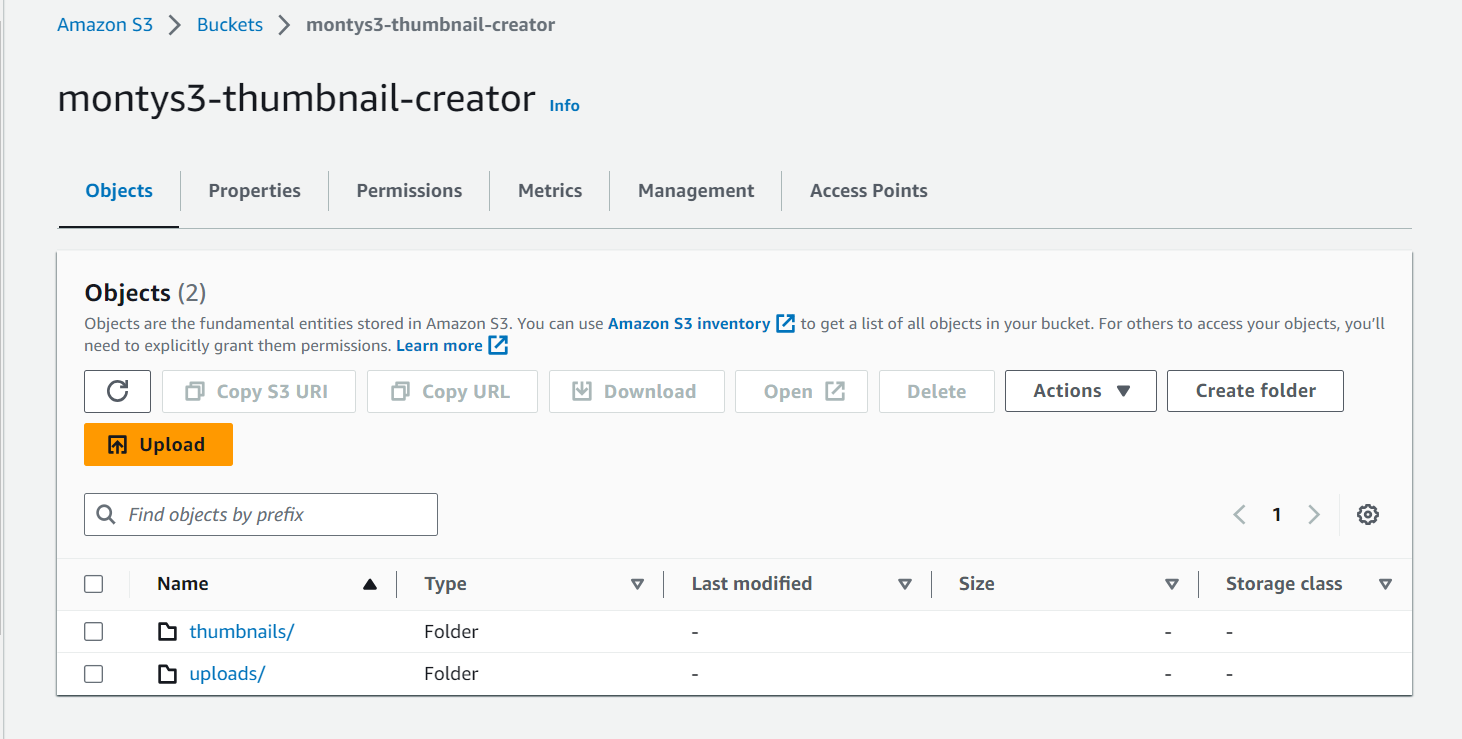 Amazon S3 > Buckets > montys3-thumbnail-creator
montys3-thumbnail-creator Info
Objects Properties Permissions Metrics Management Access Points
Objects (2)
Objects are the fundamental entities stored in Amazon S3. You can use Amazon S3 inventory to get a list of all objects in your bucket. For others to access your objects, you’ll
need to explicitly grant them permissions. Learn more
Copy S3 URI Copy URL Download Open Delete Actions Create folder
Upload
Find objects by prefix 1
Name Type Last modified Size Storage class
thumbnails/ Folder - - -
uploads/ Folder - - -